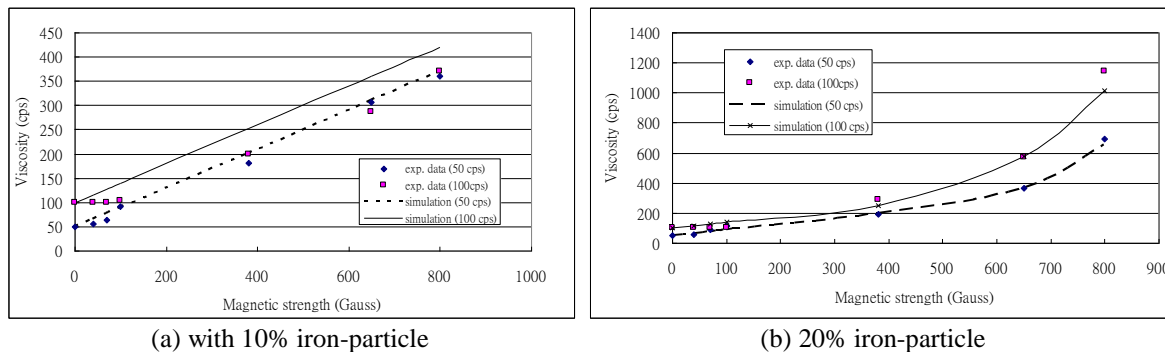 450
400
350
300
250
200
150
100
50
0
Viscosity (cps)
exp. data (50 cps)
exp. data (100cps)
simulation (50 cps)
simulation (100 cps)
0 200 400 600 800 1000
Magnetic strength (Gauss)
(a) with 10% iron-particle
1400
1200
1000
800
600
400
200
0
Viscosity (cps)
exp. data (50 cps)
exp. data (100cps)
simulation (50 cps)
simulation (100 cps)
0 100 200 300 400 500 600 700 800 900
Magnetic strength (Gauss)
(b) 20% iron-particle